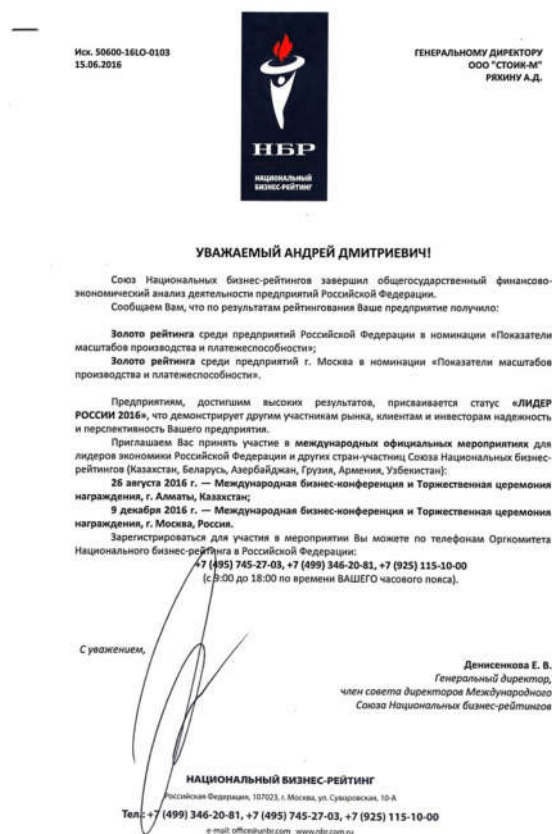 Исх. 50600-16LO-0103
15.06.2016
ГЕНЕРАЛЬНОМУ ДИРЕКТОРУ
ООО "СТОИК-М"
РЯХИНУ А.Д.
НБР
НАЦИОНАЛЬНЫЙ
БИЗНЕС-РЕЙТИНГ
УВАЖАЕМЫЙ АНДРЕЙ ДМИТРИЕВИЧ!
Союз Национальных бизнес-рейтингов завершил общегосударственный финансово-
экономический анализ деятельности предприятий Российской Федерации.
Сообщаем Вам, что по результатам рейтингования Ваше предприятие получило:
Золото рейтинга среди предприятий Российской Федерации в номинации «Показатели
масштабов производства и платежеспособности»;
Золото рейтинга среди предприятий г. Москва в номинации «Показатели масштабов
производства и платежеспособности».
Предприятиям, достигшим высоких результатов, присваивается статус «ЛИДЕР
РОССИИ 2016», что демонстрирует другим участникам рынка, клиентам и инвесторам надежность
и перспективность Вашего предприятия.
Приглашаем Вас принять участие в международных официальных мероприятиях для
лидеров экономики Российской Федерации и других стран-участниц Союза Национальных бизнес-
рейтингов (Казахстан, Беларусь, Азербайджан, Грузия, Армения, Узбекистан):
26 августа 2016 г. — Международная бизнес-конференция и Торжественная церемония
награждения, г. Алматы, Казахстан;
9 декабря 2016 г. — Международная бизнес-конференция и Торжественная церемония
награждения, г. Москва, Россия.
Зарегистрироваться для участия в мероприятии Вы можете по телефонам Оргкомитета
Национального бизнес-рейтинга в Российской Федерации:
+7 (495) 745-27-03, +7 (499) 346-20-81, +7 (925) 115-10-00
(с 9:00 до 18:00 по времени ВАШЕГО часового пояса).
С уважением,
Денисенкова Е. В.
Генеральный директор,
член совета директоров Международного
Союза Национальных бизнес-рейтингов
НАЦИОНАЛЬНЫЙ БИЗНЕС-РЕЙТИНГ
Российская Федерация, 107023, г. Москва, ул. Суворовская, 10-А
Тел.: +7 (499) 346-20-81, +7 (495) 745-27-03, +7 (925) 115-10-00
e-mail: office@unbr.com www.nbr.com.ru